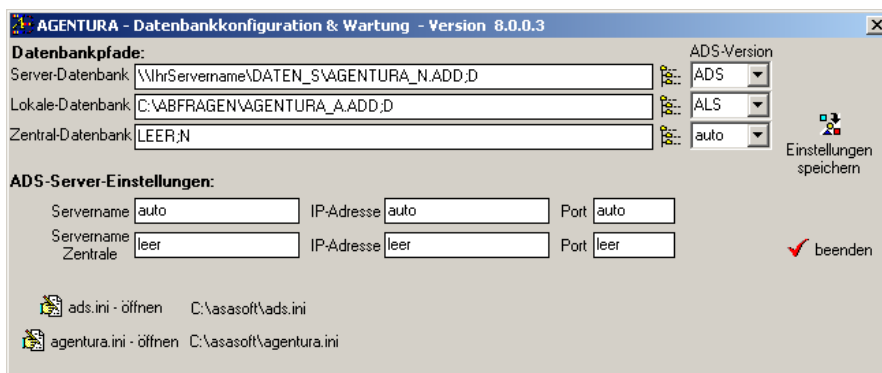 AGENTURA - Datenbankkonfiguration & Wartung - Version 8.0.0.3
Datenbankpfade: ADS-Version
Server-Datenbank \\IhrServername\DATEN_S\AGENTURA_N.ADD;D ADS
Lokale-Datenbank C:\ABFRAGEN\AGENTURA_A.ADD;D ALS
Zentral-Datenbank LEER;N auto
Einstellungen
speichern
ADS-Server-Einstellungen:
Servername auto IP-Adresse auto Port auto
Servername
Zentrale leer IP-Adresse leer Port leer
beenden
ads.ini - öffnen C:\asasoft\ads.ini
agentura.ini - öffnen C:\asasoft\agentura.ini